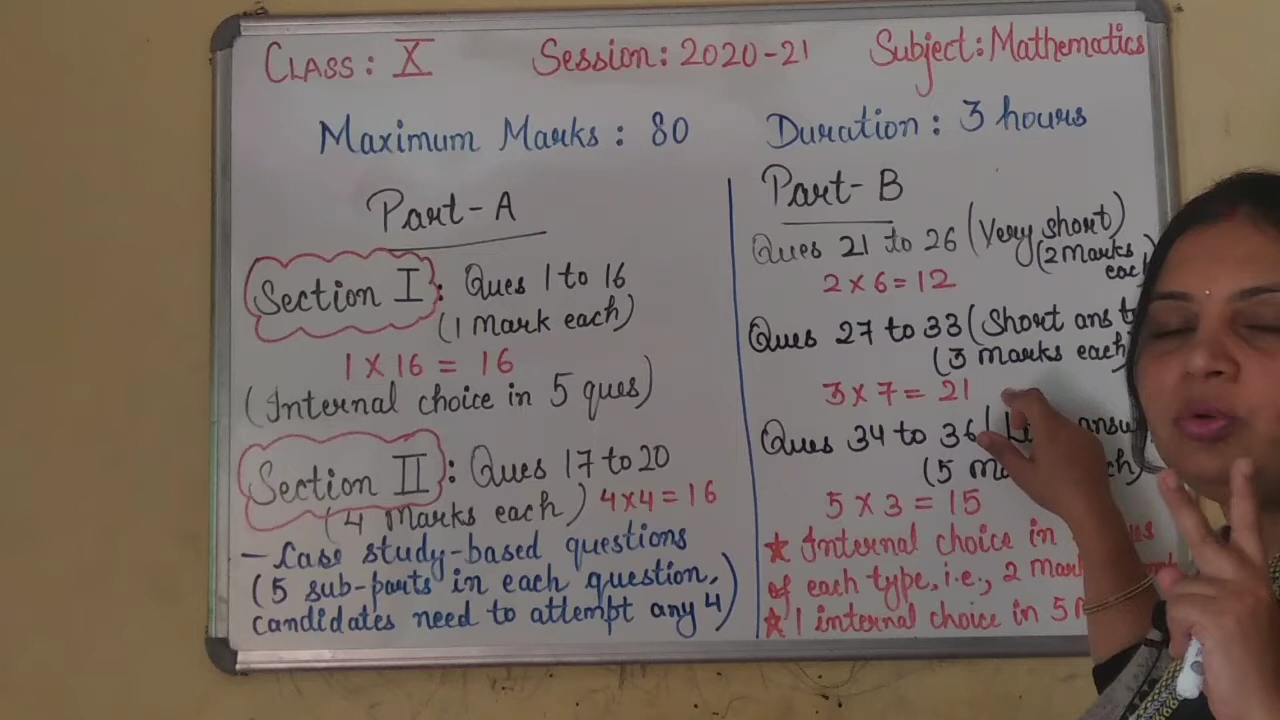 CLASS: X Session: 2020-21 Subject: Mathematics
Maximum Marks: 80 Duration: 3 hours
Part-A
Section I: Ques 1 to 16
(1 Mark each)
1 x 16 = 16
(Internal choice in 5 ques)
Section II: Ques 17 to 20
(4 Marks each) 4x4=16
- Case study-based questions
(5 sub-parts in each question,
candidates need to attempt any 4)
Part-B
Ques 21 to 26 (Very short)
(2 Marks
each
2 x 6 = 12
Ques 27 to 33 (Short ans
(3 Marks each)
3 x 7 = 21
Ques 34 to 36 (
(5
5 x 3 = 15
★ Internal choice in
of each type, i.e., 2
★ 1 internal choice in 5